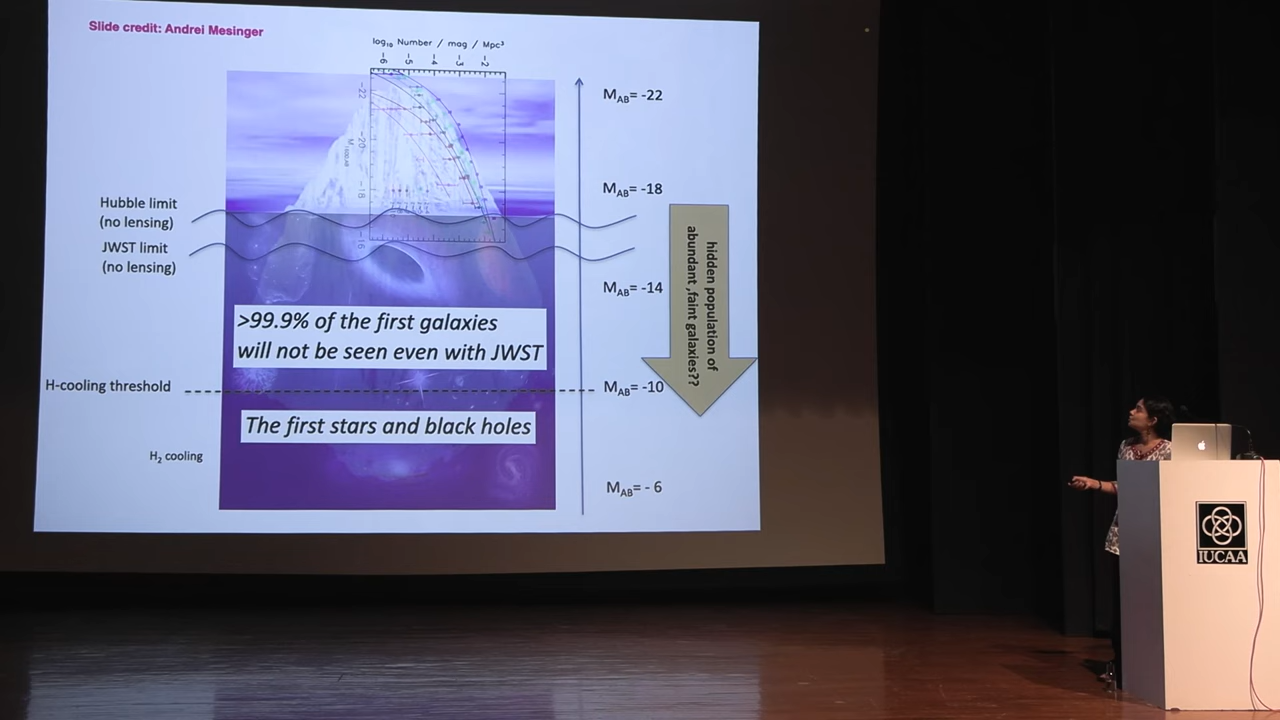 Slide credit: Andrei Mesinger
log₁₀ Number / mag / Mpc³
-6 -5 -4 -3 -2
-22
-20
-18
-16
M_AB= -22
M_AB= -18
Hubble limit
(no lensing)
JWST limit
(no lensing)
M_AB= -14
hidden population of
abundant ,faint galaxies??
>99.9% of the first galaxies
will not be seen even with JWST
H-cooling threshold
M_AB= -10
The first stars and black holes
H₂ cooling
M_AB= - 6
IUCAA